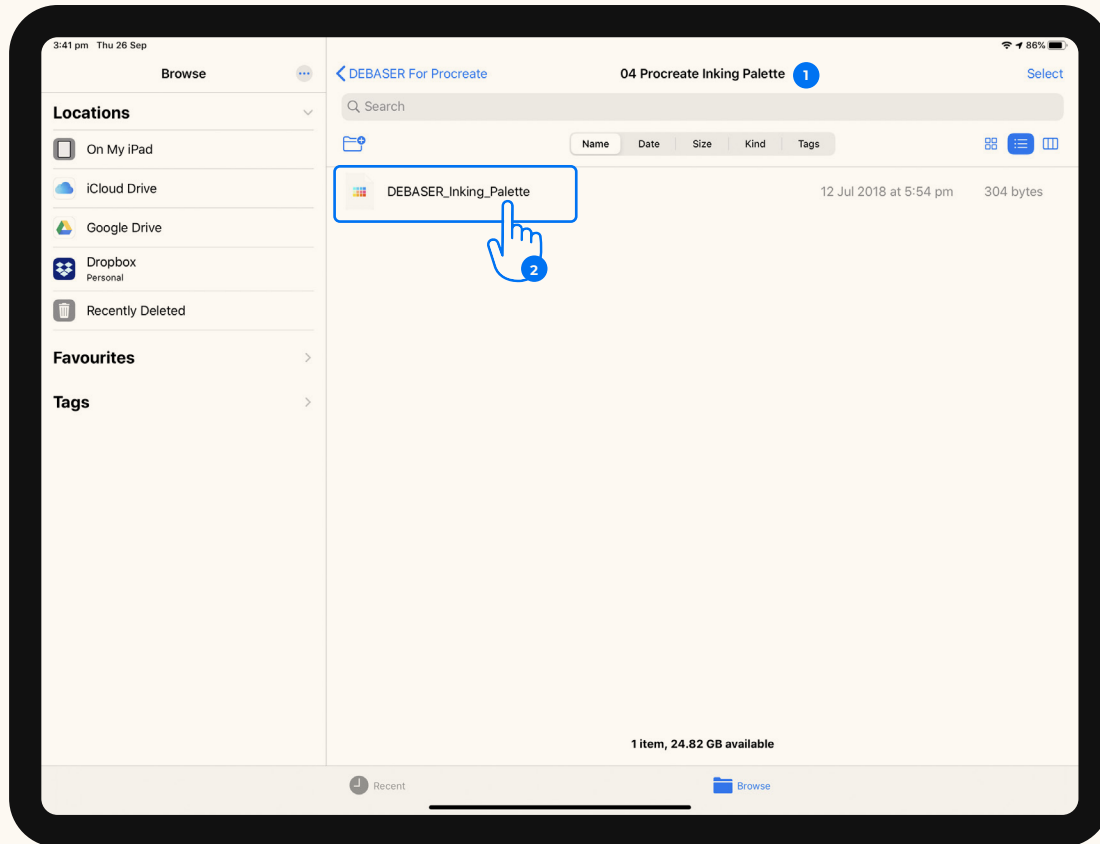 3:41 pm Thu 26 Sep
86%
Browse
DEBASER For Procreate
04 Procreate Inking Palette
1
Select
Locations
Search
On My iPad
Name Date Size Kind Tags
iCloud Drive
DEBASER_Inking_Palette
12 Jul 2018 at 5:54 pm
304 bytes
2
Google Drive
Dropbox
Personal
Recently Deleted
Favourites
Tags
1 item, 24.82 GB available
Recent
Browse